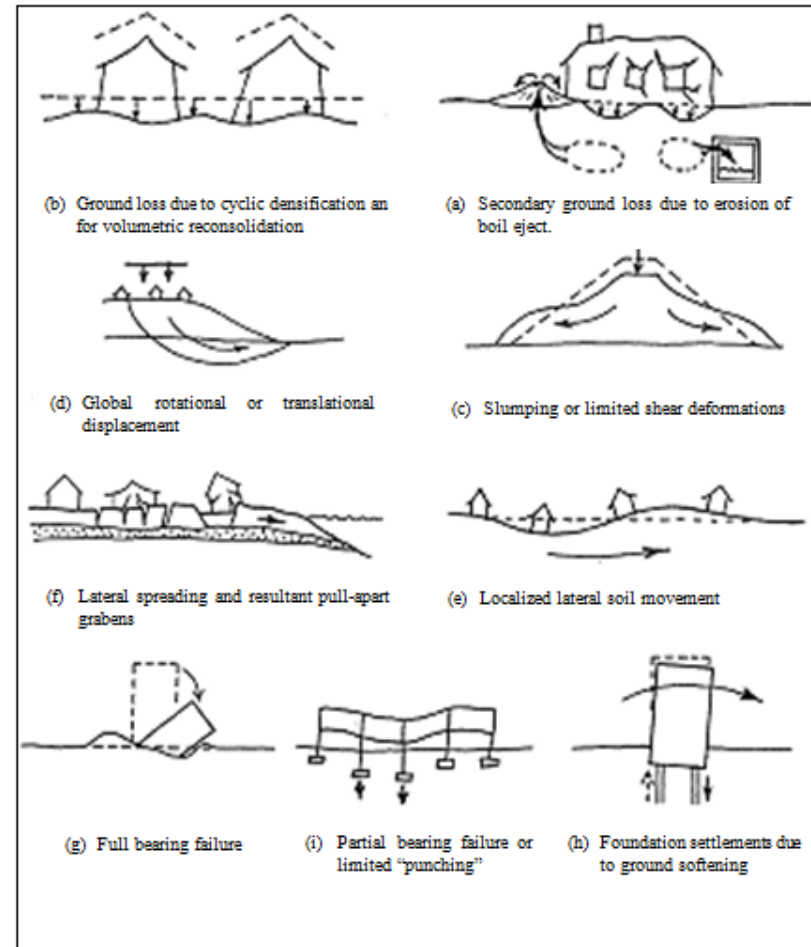 (b) Ground loss due to cyclic densification an
for volumetric reconsolidation
(a) Secondary ground loss due to erosion of
boil eject.
(d) Global rotational or translational
displacement
(c) Slumping or limited shear deformations
(f) Lateral spreading and resultant pull-apart
grabens
(e) Localized lateral soil movement
(g) Full bearing failure
(i) Partial bearing failure or
limited “punching”
(h) Foundation settlements due
to ground softening